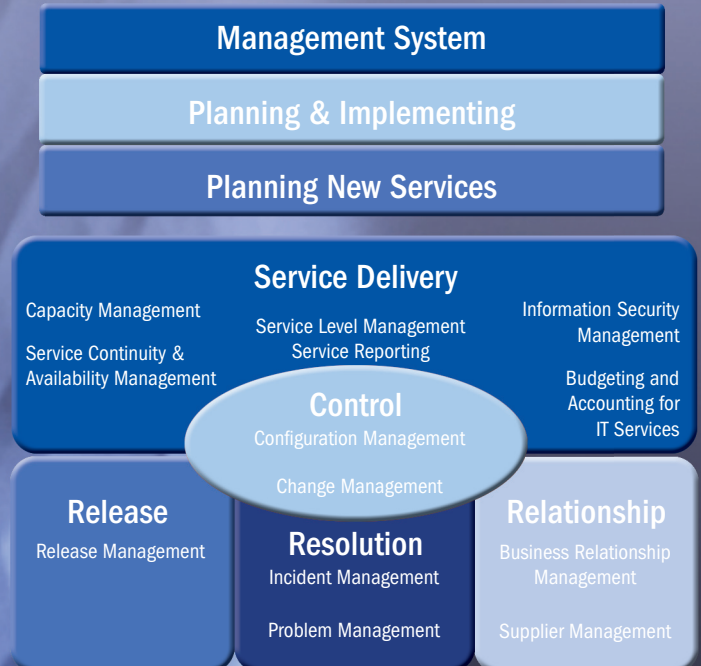 Management System
Planning & Implementing
Planning New Services
Service Delivery
Capacity Management
Service Continuity &
Availability Management
Service Level Management
Service Reporting
Information Security
Management
Budgeting and
Accounting for
IT Services
Control
Configuration Management
Change Management
Release
Release Management
Resolution
Incident Management
Problem Management
Relationship
Business Relationship
Management
Supplier Management